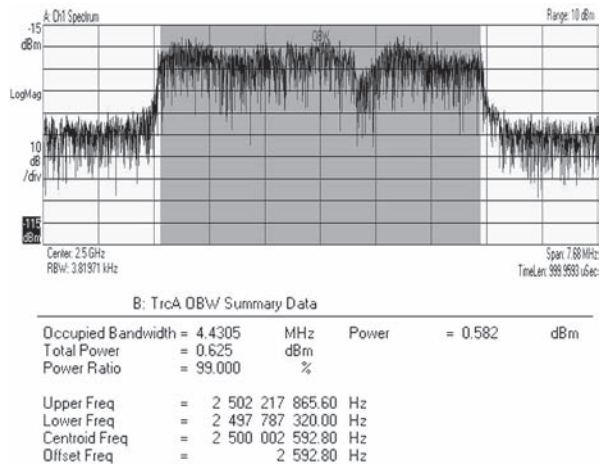 A: Ch1 Spectrum Range: 10 dBm
-15
dBm
OBW
LogMag
10
dB
/div
-115
dBm
Center: 2.5 GHz Span: 7.68 MHz
RBW: 3.81971 kHz TimeLen: 999.9593 uSec
B: TrcA OBW Summary Data
Occupied Bandwidth = 4.4305 MHz Power = 0.582 dBm
Total Power = 0.625 dBm
Power Ratio = 99.000 %
Upper Freq = 2 502 217 865.60 Hz
Lower Freq = 2 497 787 320.00 Hz
Centroid Freq = 2 500 002 592.80 Hz
Offset Freq = 2 592.80 Hz